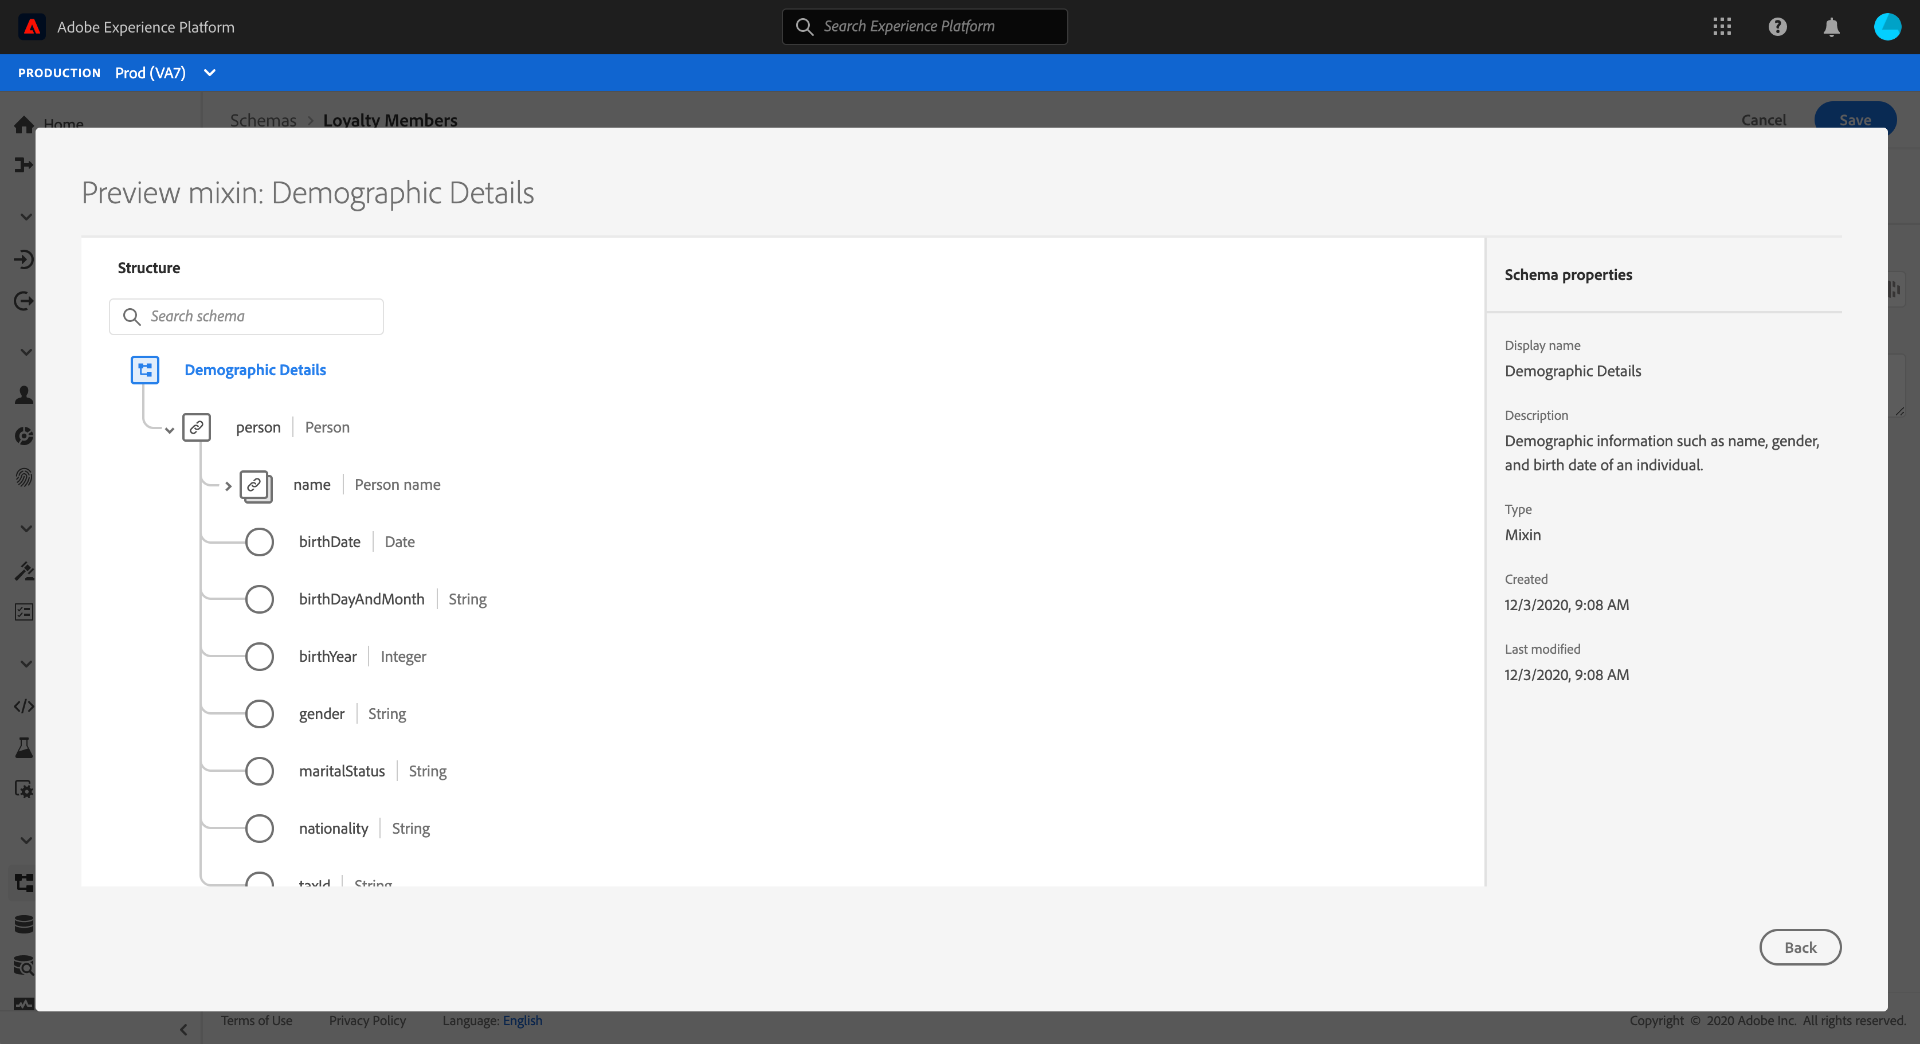 Adobe Experience Platform
Search Experience Platform
PRODUCTION Prod (VA7)
Home
Schemas > Loyalty Members
Cancel
Save
Preview mixin: Demographic Details
Structure
Search schema
Demographic Details
person | Person
name | Person name
birthDate | Date
birthDayAndMonth | String
birthYear | Integer
gender | String
maritalStatus | String
nationality | String
taxId | String
Schema properties
Display name
Demographic Details
Description
Demographic information such as name, gender,
and birth date of an individual.
Type
Mixin
Created
12/3/2020, 9:08 AM
Last modified
12/3/2020, 9:08 AM
Back
Terms of Use Privacy Policy Language: English
Copyright © 2020 Adobe Inc. All rights reserved.